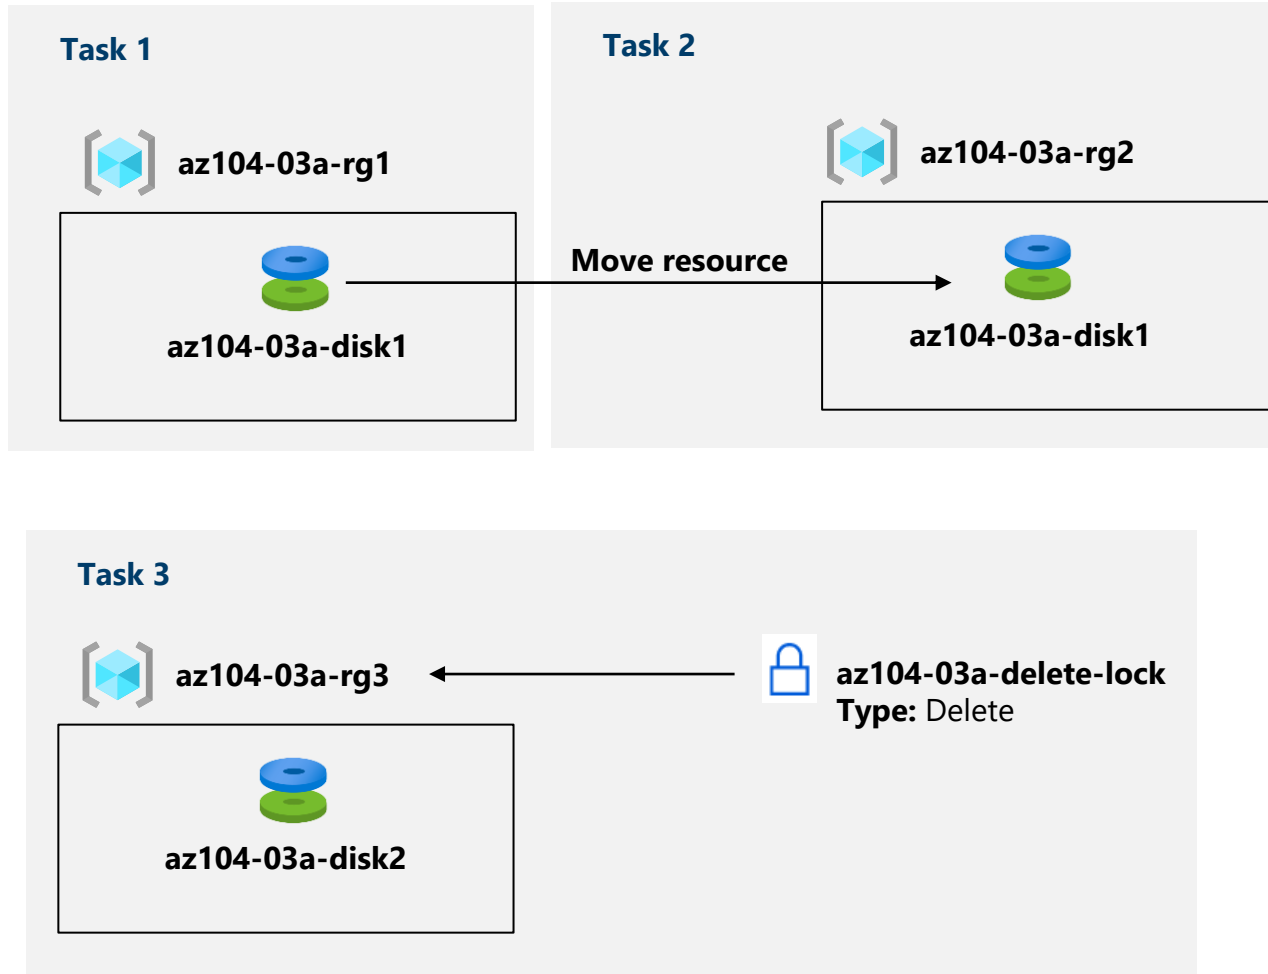 Task 1
az104-03a-rg1
az104-03a-disk1
Move resource
Task 2
az104-03a-rg2
az104-03a-disk1
Task 3
az104-03a-rg3
az104-03a-disk2
az104-03a-delete-lock
Type: Delete